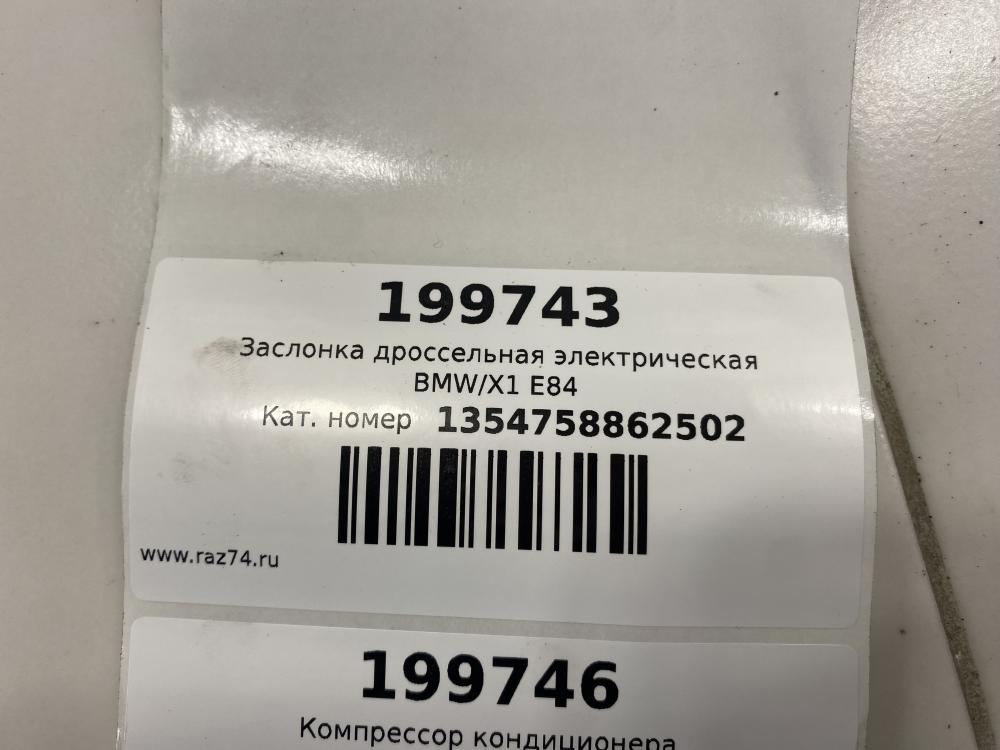 199743
Заслонка дроссельная электрическая
BMW/X1 E84
Кат. номер 1354758862502
www.raz74.ru
199746
Компрессор кондиционера